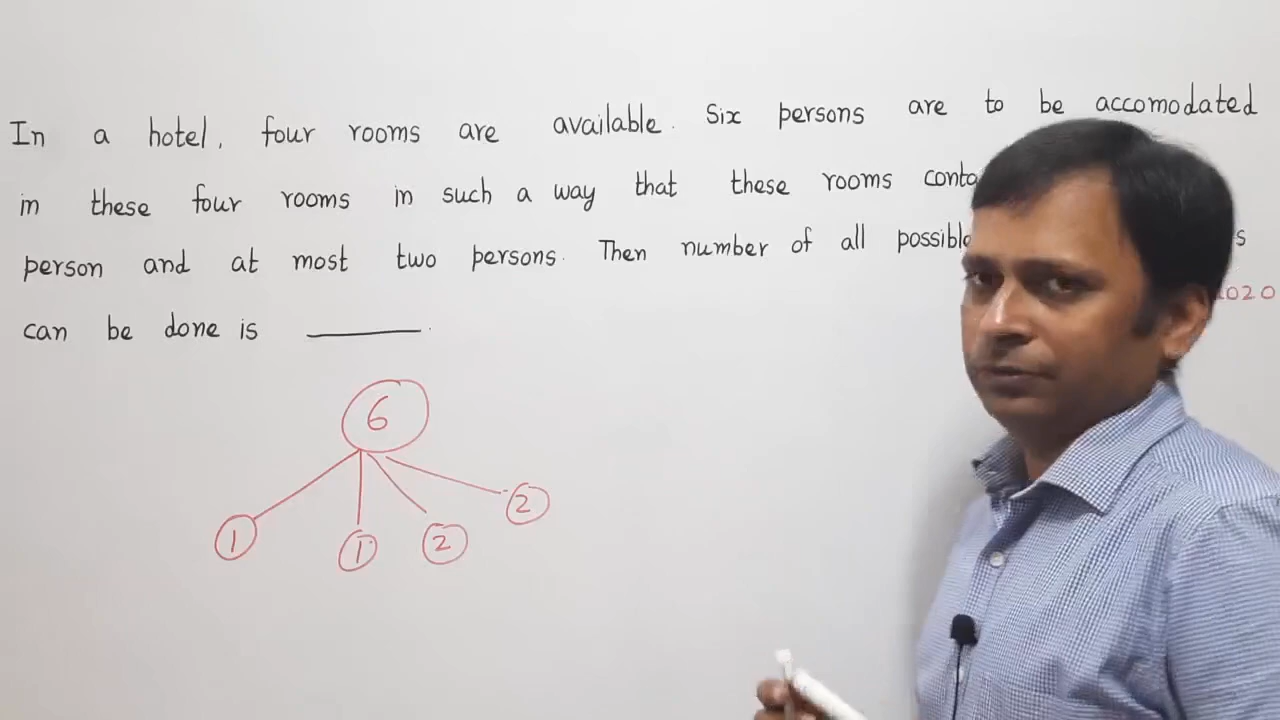 In a hotel, four rooms are available. Six persons are to be accomodated
in these four rooms in such a way that these rooms
person and at most two persons. Then number of all
s
2020
can be done is ______.
6
1 1 2 2